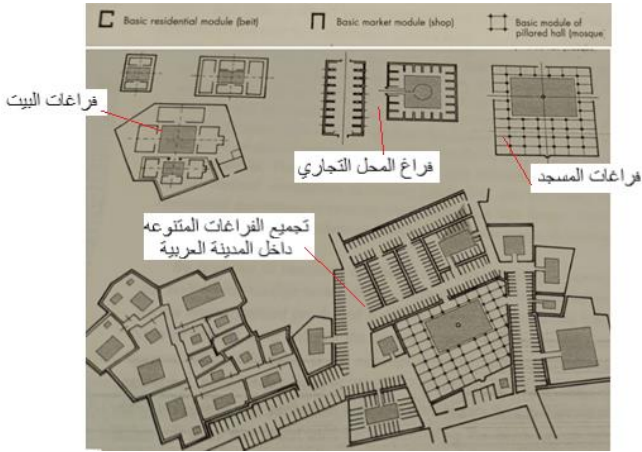 Basic residential module (beit)
Basic market module (shop)
Basic module of
pillared hall (mosque)
فراغات البيت
فراغ المحل التجاري
فراغات المسجد
تجميع الفراغات المتنوعه
داخل المدينة العربية